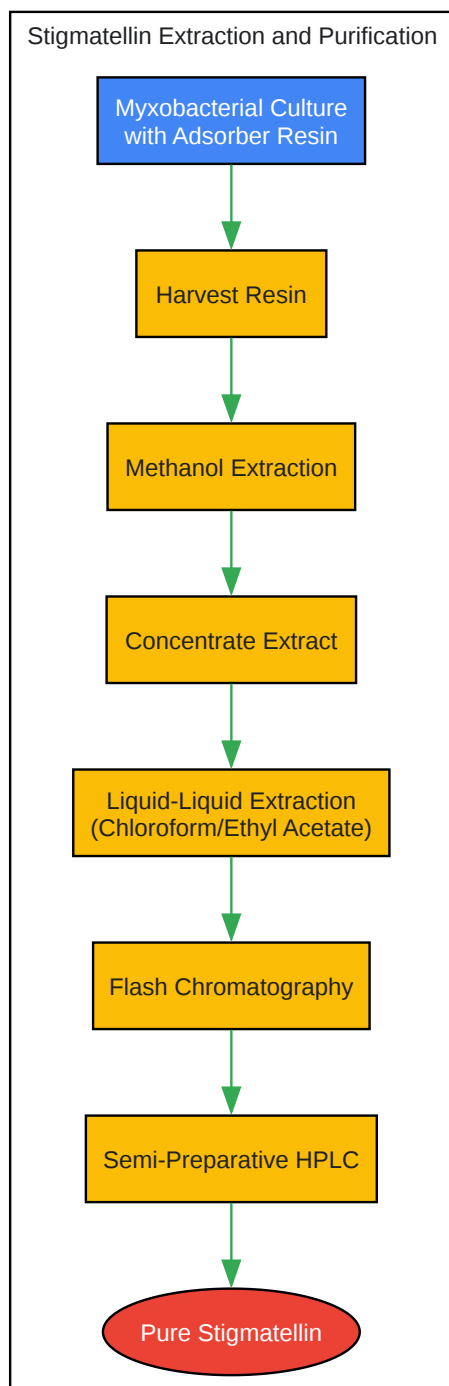 Stigmatellin Extraction and Purification
Myxobacterial Culture
with Adsorber Resin
Harvest Resin
Methanol Extraction
Concentrate Extract
Liquid-Liquid Extraction
(Chloroform/Ethyl Acetate)
Flash Chromatography
Semi-Preparative HPLC
Pure Stigmatellin